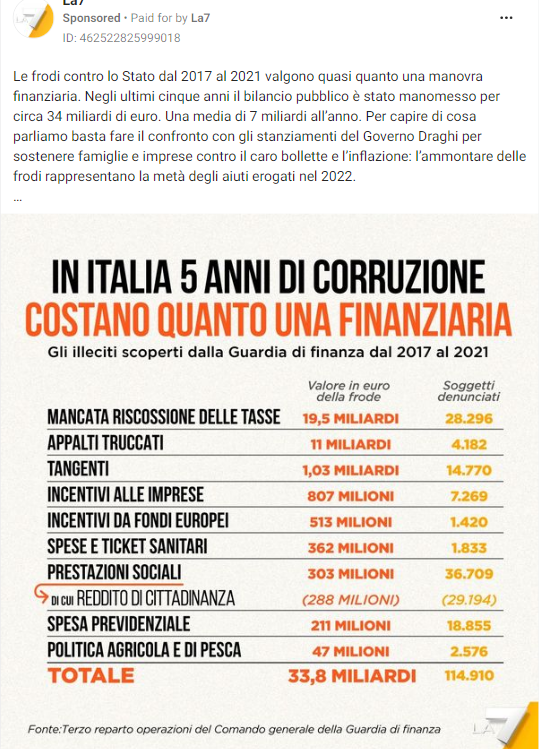 La7
Sponsored • Paid for by La7
ID: 462522825999018
Le frodi contro lo Stato dal 2017 al 2021 valgono quasi quanto una manovra
finanziaria. Negli ultimi cinque anni il bilancio pubblico è stato manomesso per
circa 34 miliardi di euro. Una media di 7 miliardi all'anno. Per capire di cosa
parliamo basta fare il confronto con gli stanziamenti del Governo Draghi per
sostenere famiglie e imprese contro il caro bollette e l'inflazione: l'ammontare delle
frodi rappresentano la metà degli aiuti erogati nel 2022.
...
IN ITALIA 5 ANNI DI CORRUZIONE
COSTANO QUANTO UNA FINANZIARIA
Gli illeciti scoperti dalla Guardia di finanza dal 2017 al 2021
Valore in euro della frode Soggetti denunciati
MANCATA RISCOSSIONE DELLE TASSE 19,5 MILIARDI 28.296
APPALTI TRUCCATI 11 MILIARDI 4.182
TANGENTI 1,03 MILIARDI 14.770
INCENTIVI ALLE IMPRESE 807 MILIONI 7.269
INCENTIVI DA FONDI EUROPEI 513 MILIONI 1.420
SPESE E TICKET SANITARI 362 MILIONI 1.833
PRESTAZIONI SOCIALI 303 MILIONI 36.709
DI CUI REDDITO DI CITTADINANZA (288 MILIONI) (29.194)
SPESA PREVIDENZIALE 211 MILIONI 18.855
POLITICA AGRICOLA E DI PESCA 47 MILIONI 2.576
TOTALE 33,8 MILIARDI 114.910
Fonte:Terzo reparto operazioni del Comando generale della Guardia di finanza
LA7